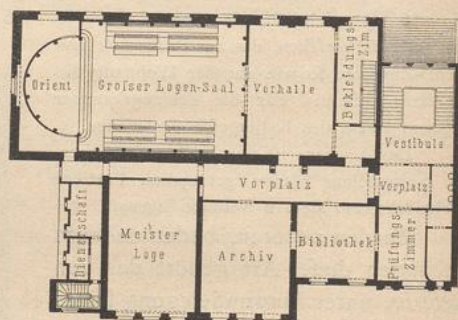 Orient
Großer Logen-Saal
Vorhalle
Bekleidungs
Zim
Vestibule
Vorplatz
Vorplatz
Dienerschaft
Meister
Loge
Archiv
Bibliothek
Prüfungs-
Zimmer